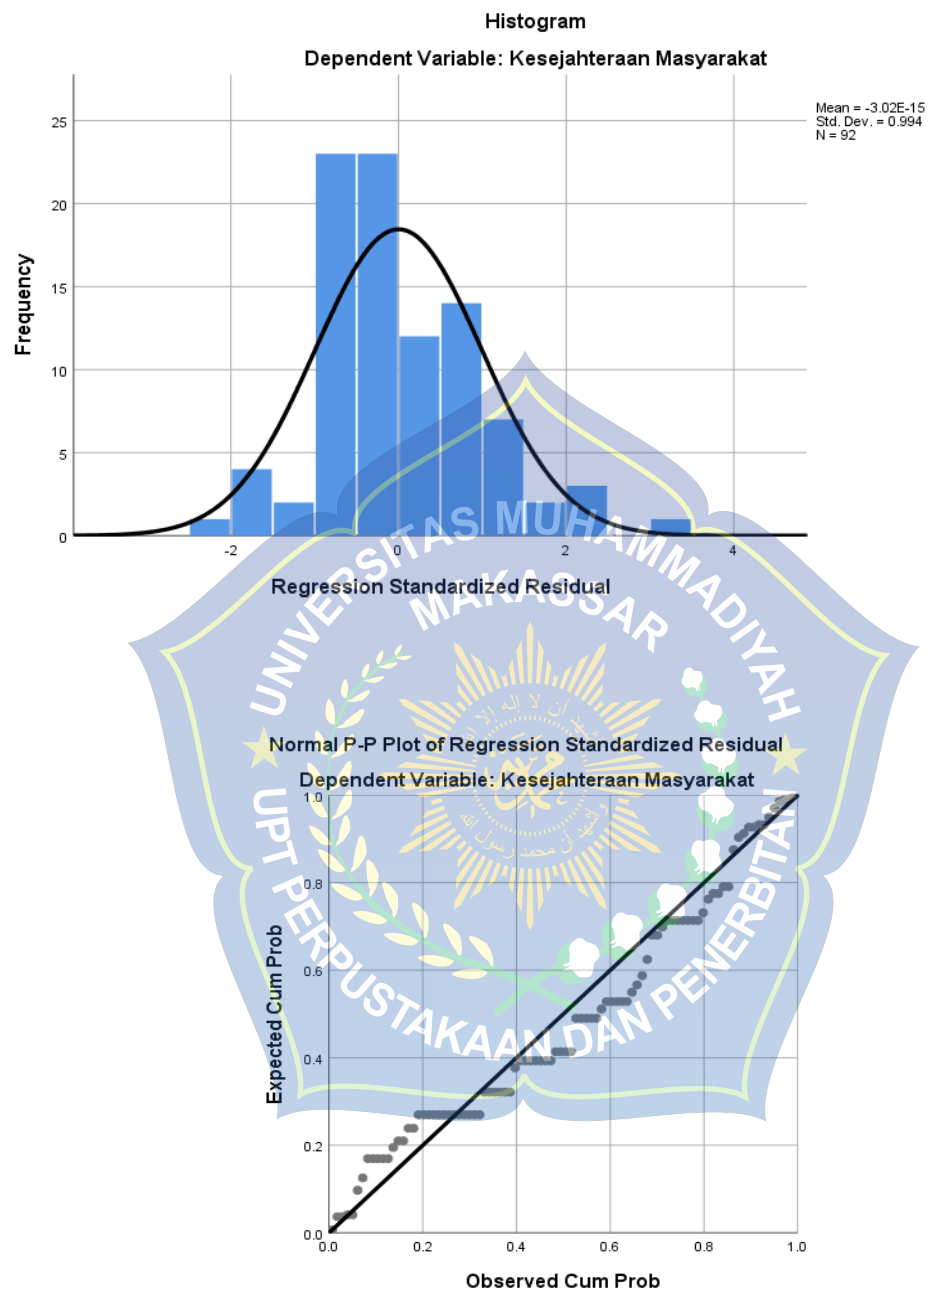 Histogram
Dependent Variable: Kesejahteraan Masyarakat
Mean = -3.02E-15
Std. Dev. = 0.994
N = 92
Frequency
25
20
15
10
5
0
-2
0
2
4
Regression Standardized Residual
UNIVERSITAS MUHAMMADIYAH
MAKASSAR
UPT PERPUSTAKAAN DAN PENERBITAN
Normal P-P Plot of Regression Standardized Residual
Dependent Variable: Kesejahteraan Masyarakat
Expected Cum Prob
1.0
0.8
0.6
0.4
0.2
0.0
0.0
0.2
0.4
0.6
0.8
1.0
Observed Cum Prob